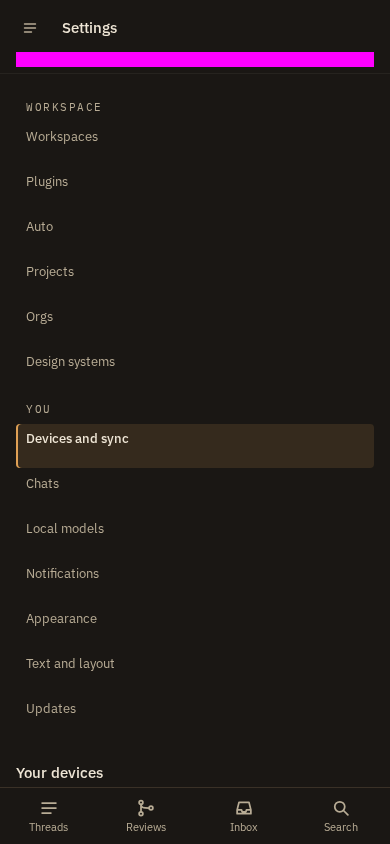 Settings
WORKSPACE
Workspaces
Plugins
Auto
Projects
Orgs
Design systems
YOU
Devices and sync
Chats
Local models
Notifications
Appearance
Text and layout
Updates
Your devices
Threads
Reviews
Inbox
Search